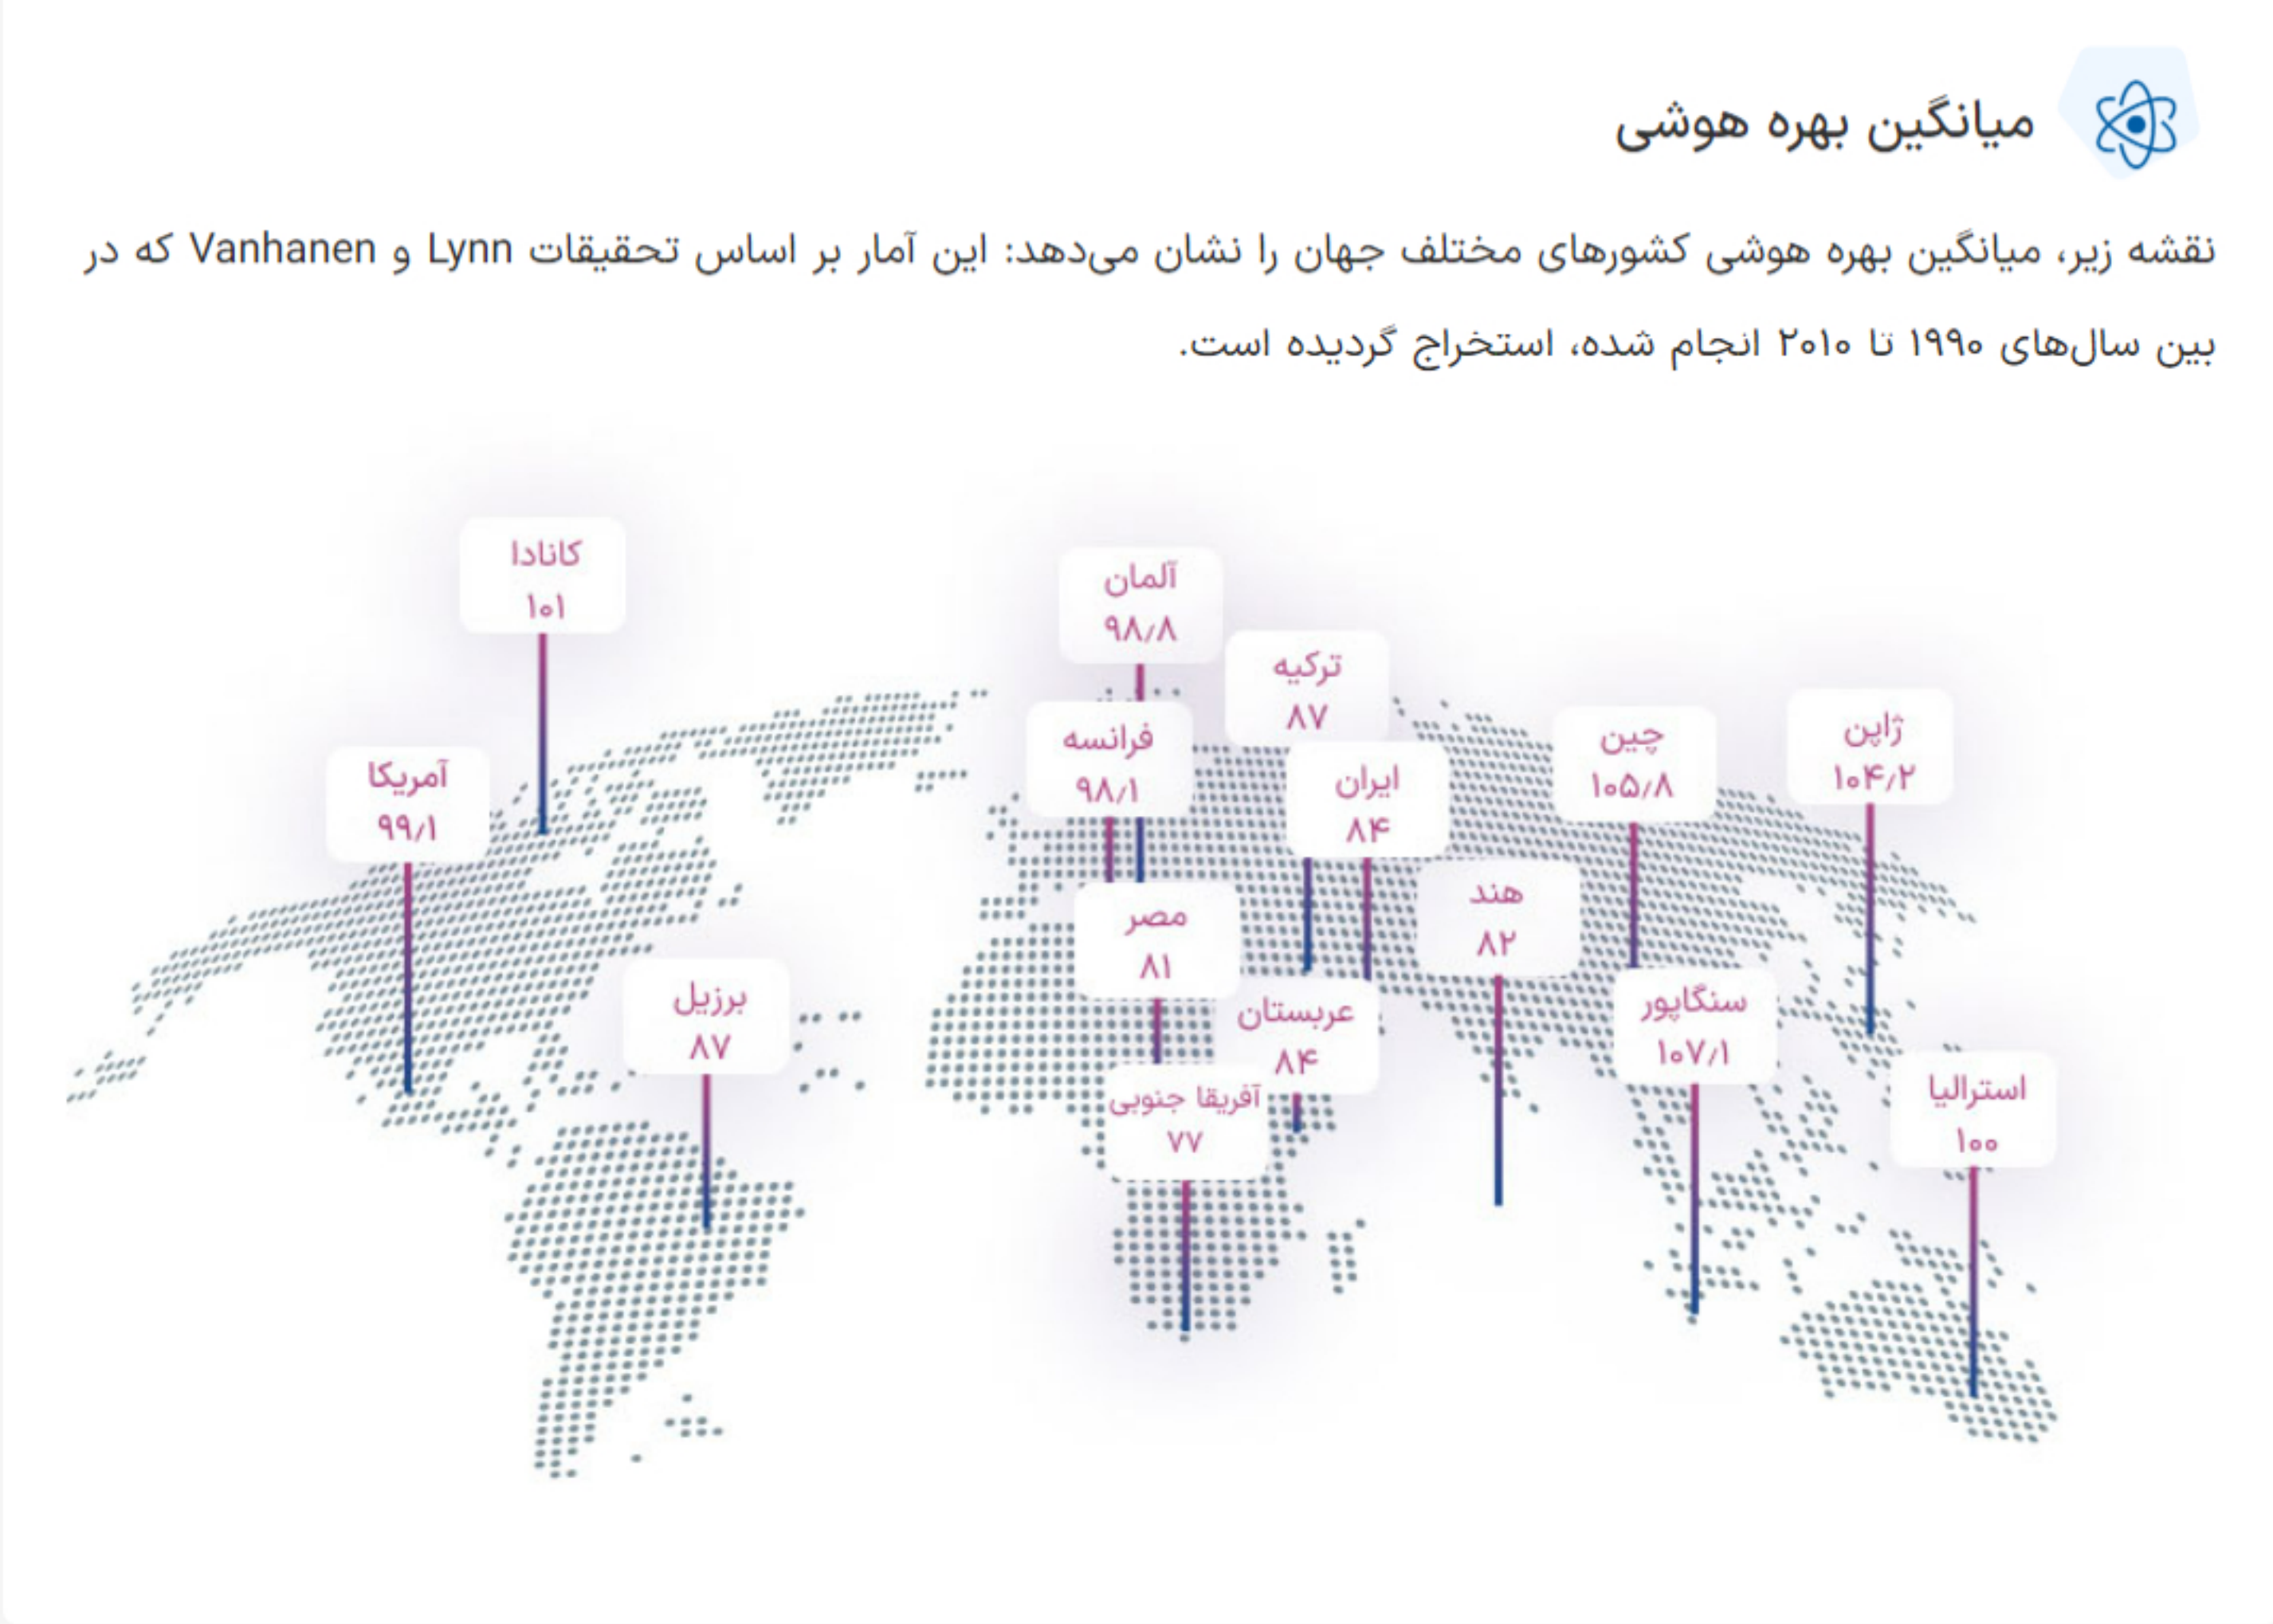 میانگین بهره هوشی
نقشه زیر، میانگین بهره هوشی کشورهای مختلف جهان را نشان می‌دهد: این آمار بر اساس تحقیقات Lynn و Vanhanen که در
بین سال‌های ۱۹۹۰ تا ۲۰۱۰ انجام شده، استخراج گردیده است.
کانادا
۱۰۱
آلمان
۹۸٫۸
ترکیه
۸۷
ژاپن
۱۰۴٫۲
چین
۱۰۵٫۸
فرانسه
۹۸٫۱
ایران
۸۴
آمریکا
۹۹٫۱
هند
۸۲
مصر
۸۱
برزیل
۸۷
سنگاپور
۱۰۷٫۱
عربستان
۸۴
استرالیا
۱۰۰
آفریقا جنوبی
۷۷